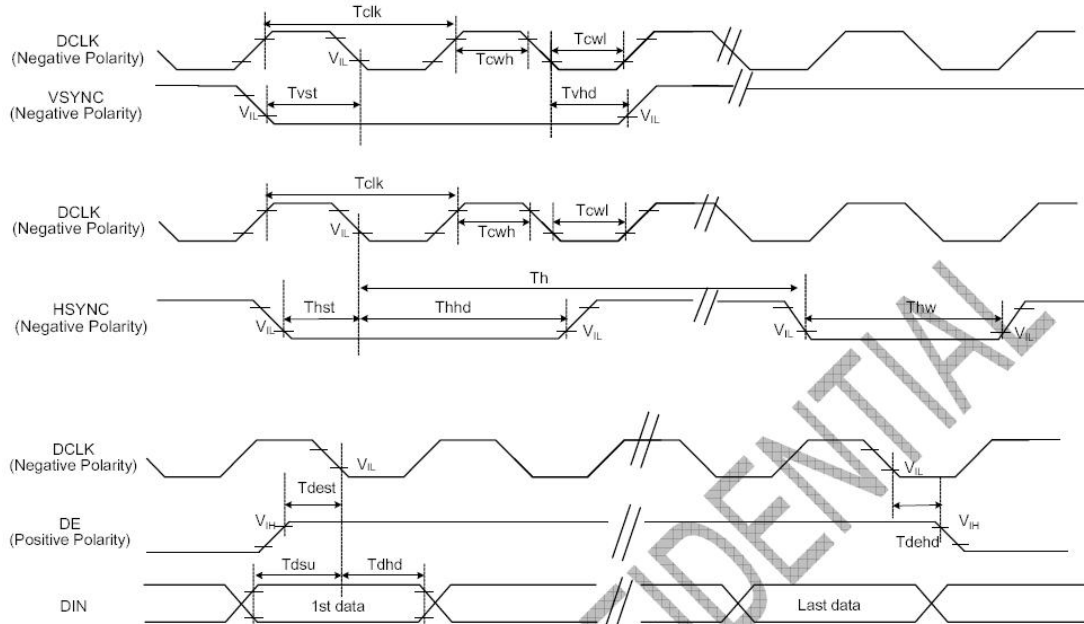 Tclk
DCLK
(Negative Polarity)
VIL
Tcwh
Tcwl
VSYNC
(Negative Polarity)
VIL
Tvst
Tvhd
VIL
Tclk
DCLK
(Negative Polarity)
VIL
Tcwh
Tcwl
Th
HSYNC
(Negative Polarity)
VIL
Thst
Thhd
VIL
Thw
VIL
VIL
DCLK
(Negative Polarity)
VIL
VIL
Tdest
DE
(Positive Polarity)
VIH
VIH
Tdehd
Tdsu
Tdhd
DIN
1st data
Last data
FIDENTIAL